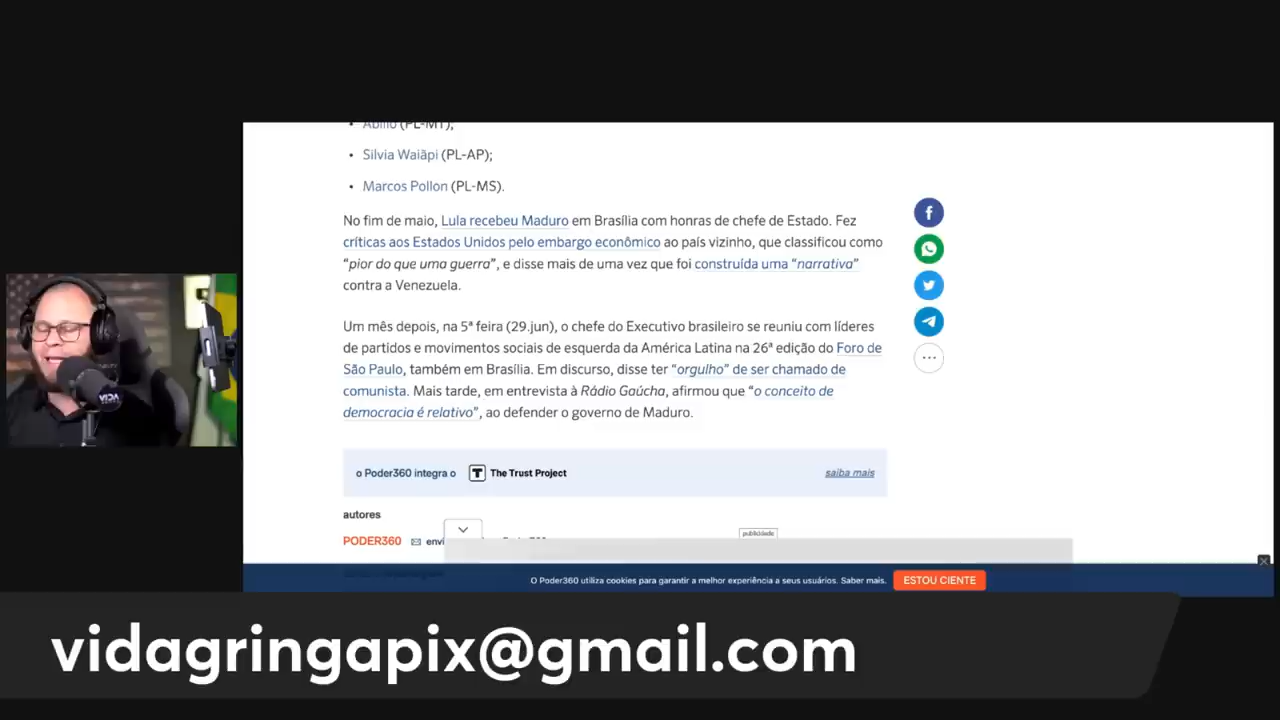 Abilio (PL-MT);
• Silvia Waiãpi (PL-AP);
• Marcos Pollon (PL-MS).
No fim de maio, Lula recebeu Maduro em Brasília com honras de chefe de Estado. Fez
críticas aos Estados Unidos pelo embargo econômico ao país vizinho, que classificou como
“pior do que uma guerra”, e disse mais de uma vez que foi construída uma “narrativa”
contra a Venezuela.
Um mês depois, na 5ª feira (29.jun), o chefe do Executivo brasileiro se reuniu com líderes
de partidos e movimentos sociais de esquerda da América Latina na 26ª edição do Foro de
São Paulo, também em Brasília. Em discurso, disse ter “orgulho” de ser chamado de
comunista. Mais tarde, em entrevista à Rádio Gaúcha, afirmou que “o conceito de
democracia é relativo”, ao defender o governo de Maduro.
VIDA
o Poder360 integra o T The Trust Project saiba mais
autores
PODER360
publicidade
O Poder360 utiliza cookies para garantir a melhor experiência a seus usuários. Saber mais. ESTOU CIENTE
vidagringapix@gmail.com